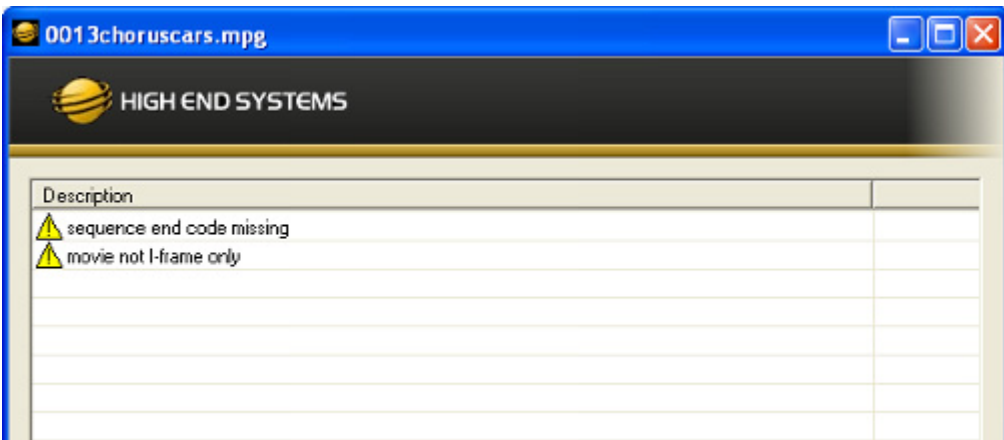 0013choruscars.mpg
HIGH END SYSTEMS
Description
sequence end code missing
movie not I-frame only